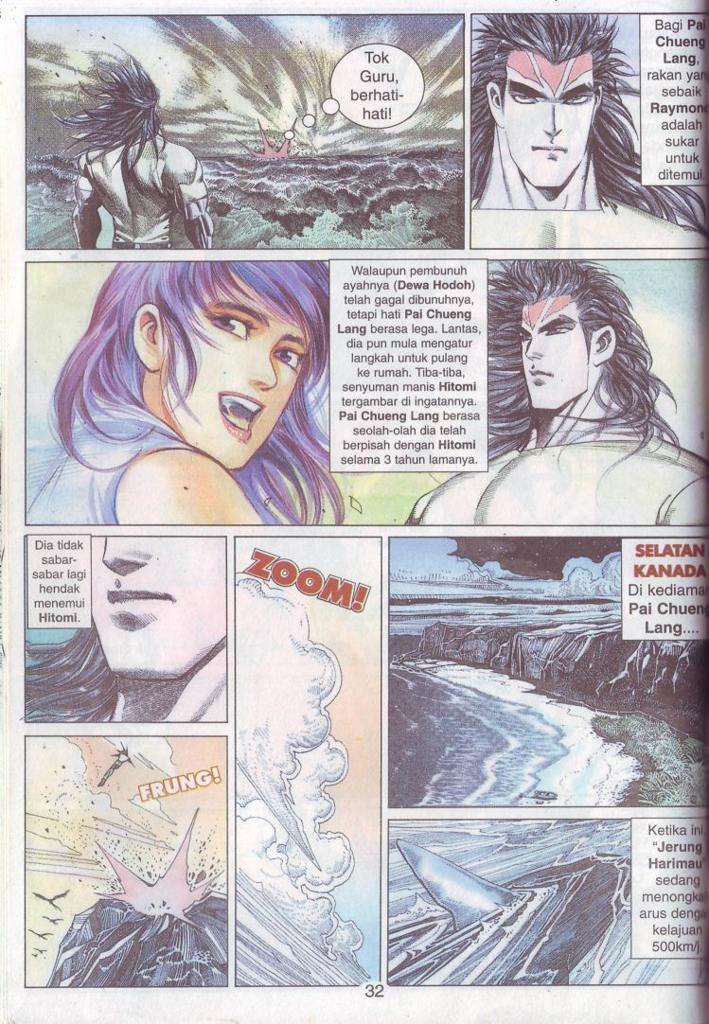 Tok
Guru,
berhati-
hati!
Bagi Pai
Chueng
Lang,
rakan
sebaik
Raymond
adalah
sukar
untuk
ditemui.
Walaupun pembunuh
ayahnya (Dewa Hodoh)
telah gagal dibunuhnya,
tetapi hati Pai Chueng
Lang berasa lega. Lantas,
dia pun mula mengatur
langkah untuk pulang
ke rumah. Tiba-tiba,
senyuman manis Hitomi
tergambar di ingatannya.
Pai Chueng Lang berasa
seolah-olah dia telah
berpisah dengan Hitomi
selama 3 tahun lamanya.
Dia tidak
sabar-
sabar lagi
hendak
menemui
Hitomi.
FRUNG!
ZOOM!
SELATAN
KANADA
Di kediaman
Pai Chueng
Lang....
Ketika ini,
"Jerung
Harimau"
sedang
menongkah
arus dengan
kelajuan
500km/j.
32